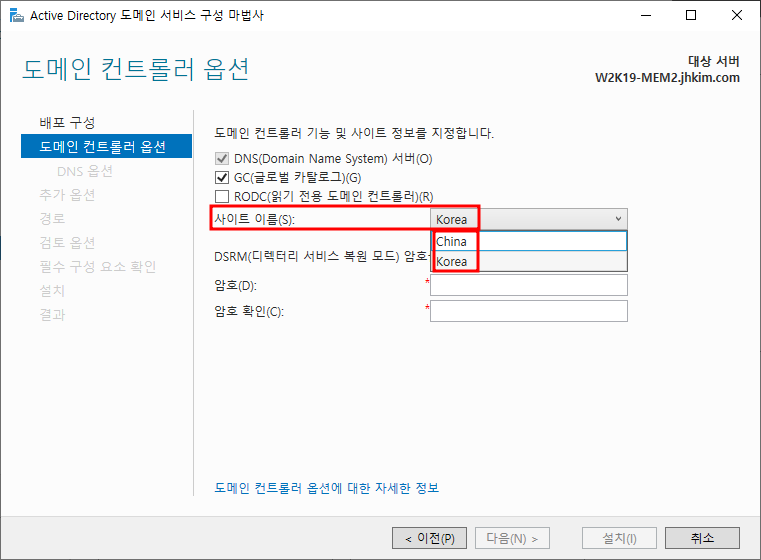 Active Directory 도메인 서비스 구성 마법사
도메인 컨트롤러 옵션
대상 서버
W2K19-MEM2.jhkim.com
배포 구성
도메인 컨트롤러 옵션
DNS 옵션
추가 옵션
경로
검토 옵션
필수 구성 요소 확인
설치
결과
도메인 컨트롤러 기능 및 사이트 정보를 지정합니다.
DNS(Domain Name System) 서버(O)
GC(글로벌 카탈로그)(G)
RODC(읽기 전용 도메인 컨트롤러)(R)
사이트 이름(S): Korea
China
Korea
DSRM(디렉터리 서비스 복원 모드) 암호
암호(D): *
암호 확인(C): *
도메인 컨트롤러 옵션에 대한 자세한 정보
< 이전(P) 다음(N) > 설치(I) 취소